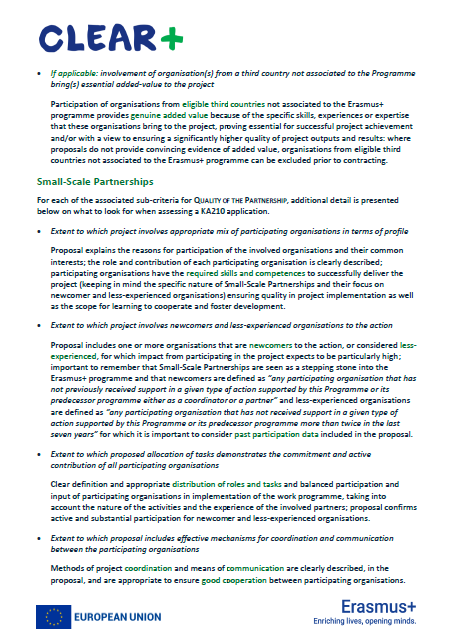 CLEAR+
• If applicable: involvement of organisation(s) from a third country not associated to the Programme
bring(s) essential added-value to the project
Participation of organisations from eligible third countries not associated to the Erasmus+
programme provides genuine added value because of the specific skills, experiences or expertise
that these organisations bring to the project, proving essential for successful project achievement
and/or with a view to ensuring a significantly higher quality of project outputs and results: where
proposals do not provide convincing evidence of added value, organisations from eligible third
countries not associated to the Erasmus+ programme can be excluded prior to contracting.
Small-Scale Partnerships
For each of the associated sub-criteria for QUALITY OF THE PARTNERSHIP, additional detail is presented
below on what to look for when assessing a KA210 application.
• Extent to which project involves appropriate mix of participating organisations in terms of profile
Proposal explains the reasons for participation of the involved organisations and their common
interests; the role and contribution of each participating organisation is clearly described;
participating organisations have the required skills and competences to successfully deliver the
project (keeping in mind the specific nature of Small-Scale Partnerships and their focus on
newcomer and less-experienced organisations) ensuring quality in project implementation as well
as the scope for learning to cooperate and foster development.
• Extent to which project involves newcomers and less-experienced organisations to the action
Proposal includes one or more organisations that are newcomers to the action, or considered less-
experienced, for which impact from participating in the project expects to be particularly high;
important to remember that Small-Scale Partnerships are seen as a stepping stone into the
Erasmus+ programme and that newcomers are defined as "any participating organisation that has
not previously received support in a given type of action supported by this Programme or its
predecessor programme either as a coordinator or a partner" and less-experienced organisations
are defined as "any participating organisation that has not received support in a given type of
action supported by this Programme or its predecessor programme more than twice in the last
seven years" for which it is important to consider past participation data included in the proposal.
• Extent to which proposed allocation of tasks demonstrates the commitment and active
contribution of all participating organisations
Clear definition and appropriate distribution of roles and tasks and balanced participation and
input of participating organisations in implementation of the work programme, taking into
account the nature of the activities and the experience of the involved partners; proposal confirms
active and substantial participation for newcomer and less-experienced organisations.
• Extent to which proposal includes effective mechanisms for coordination and communication
between the participating organisations
Methods of project coordination and means of communication are clearly described, in the
proposal, and are appropriate to ensure good cooperation between participating organisations.
EUROPEAN UNION
Erasmus+
Enriching lives, opening minds.